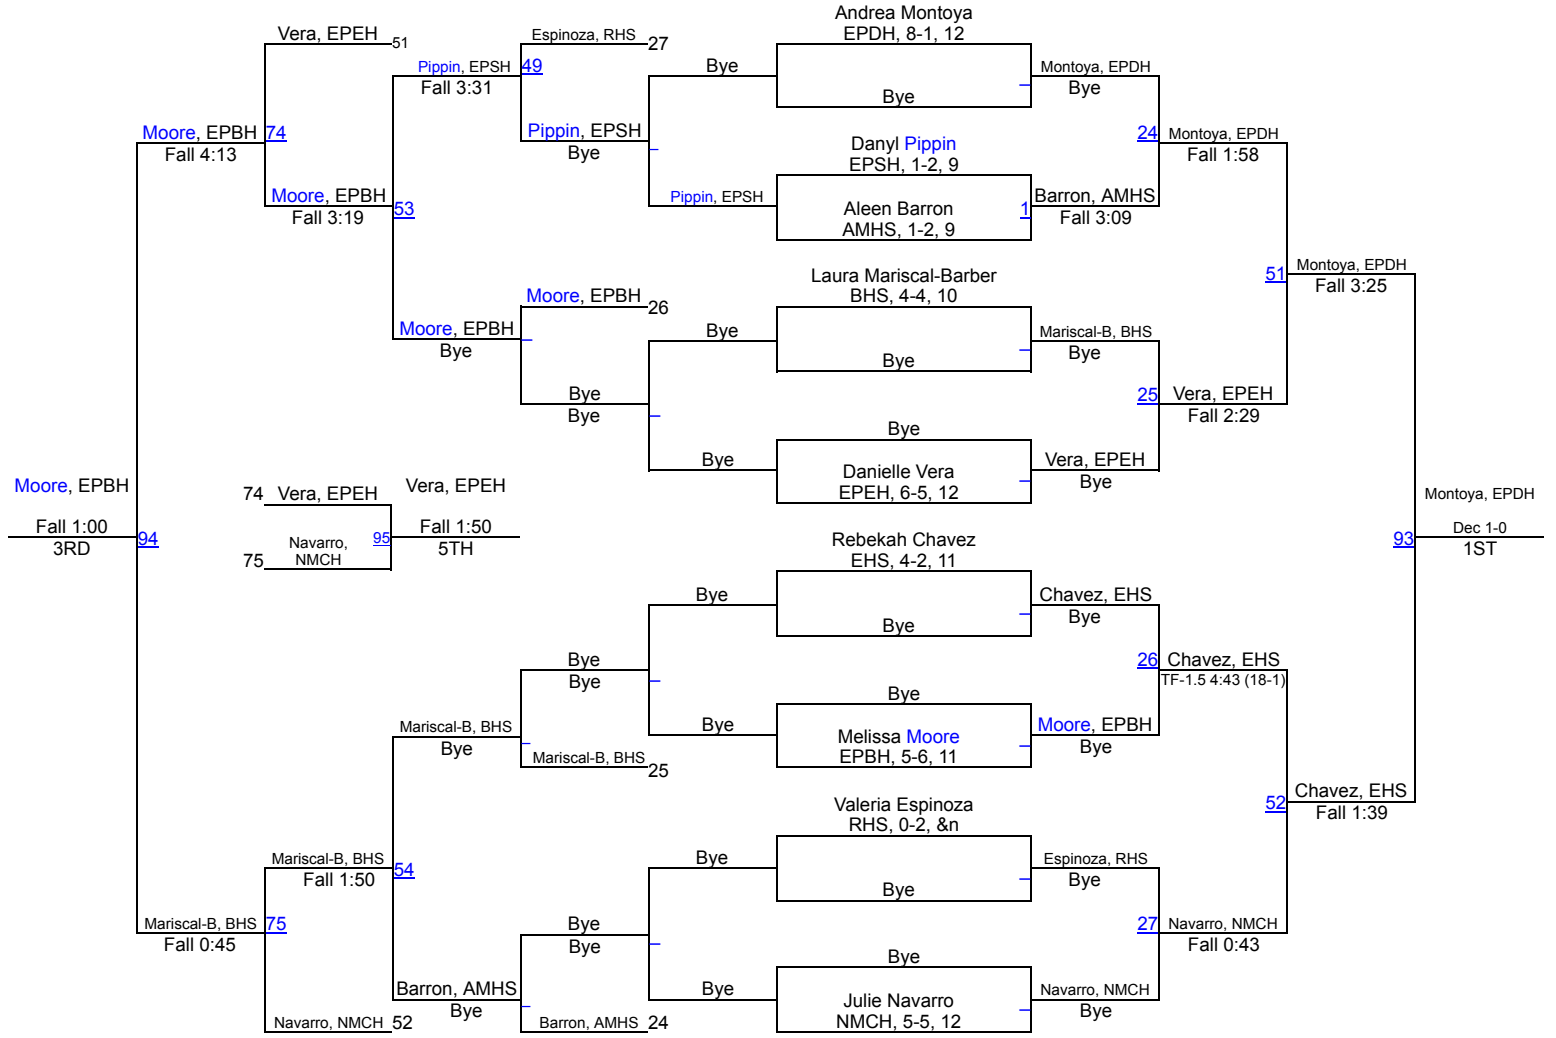 Andrea Montoya
EPDH, 8-1, 12
Vera, EPEH
51
Espinoza, RHS
27
Pippin, EPSH
49
Fall 3:31
Bye
Montoya, EPDH
Bye
Bye
Moore, EPBH
74
Fall 4:13
Pippin, EPSH
Bye
Danyl Pippin
EPSH, 1-2, 9
24
Montoya, EPDH
Fall 1:58
Moore, EPBH
53
Fall 3:19
Pippin, EPSH
Aleen Barron
AMHS, 1-2, 9
1
Barron, AMHS
Fall 3:09
Laura Mariscal-Barber
BHS, 4-4, 10
51
Montoya, EPDH
Fall 3:25
Moore, EPBH
26
Moore, EPBH
Bye
Bye
Bye
Mariscal-B, BHS
Bye
Bye
Bye
25
Vera, EPEH
Fall 2:29
Bye
Bye
Danielle Vera
EPEH, 6-5, 12
Vera, EPEH
Bye
Moore, EPBH
Fall 1:00
3RD
94
74
Vera, EPEH
Vera, EPEH
75
Navarro,
NMCH
95
Fall 1:50
5TH
Montoya, EPDH
93
Dec 1-0
1ST
Rebekah Chavez
EHS, 4-2, 11
Bye
Bye
Chavez, EHS
Bye
Bye
Bye
26
Chavez, EHS
TF-1.5 4:43 (18-1)
Bye
Mariscal-B, BHS
Bye
Mariscal-B, BHS
25
Bye
Melissa Moore
EPBH, 5-6, 11
Moore, EPBH
Bye
Valeria Espinoza
RHS, 0-2, &n
52
Chavez, EHS
Fall 1:39
Mariscal-B, BHS
54
Fall 1:50
Bye
Bye
Espinoza, RHS
Bye
Mariscal-B, BHS
75
Fall 0:45
Bye
Bye
27
Navarro, NMCH
Fall 0:43
Bye
Barron, AMHS
Bye
Bye
Julie Navarro
NMCH, 5-5, 12
Navarro, NMCH
Bye
Navarro, NMCH
52
Barron, AMHS
24